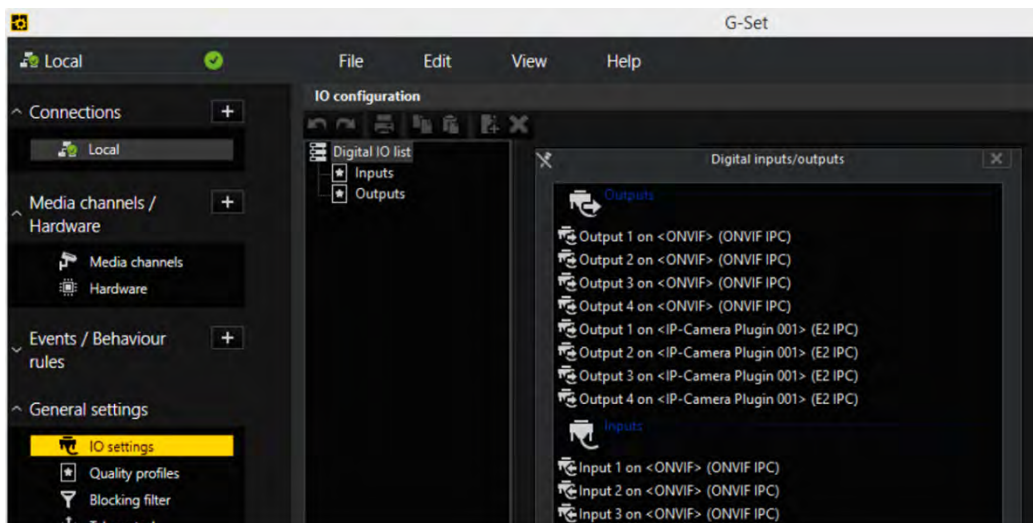 G-Set
Local
File Edit View Help
Connections
Local
Media channels /
Hardware
Media channels
Hardware
Events / Behaviour
rules
General settings
IO settings
Quality profiles
Blocking filter
IO configuration
Digital IO list
Inputs
Outputs
Digital inputs/outputs
Outputs
Output 1 on <ONVIF> (ONVIF IPC)
Output 2 on <ONVIF> (ONVIF IPC)
Output 3 on <ONVIF> (ONVIF IPC)
Output 4 on <ONVIF> (ONVIF IPC)
Output 1 on <IP-Camera Plugin 001> (E2 IPC)
Output 2 on <IP-Camera Plugin 001> (E2 IPC)
Output 3 on <IP-Camera Plugin 001> (E2 IPC)
Output 4 on <IP-Camera Plugin 001> (E2 IPC)
Inputs
Input 1 on <ONVIF> (ONVIF IPC)
Input 2 on <ONVIF> (ONVIF IPC)
Input 3 on <ONVIF> (ONVIF IPC)